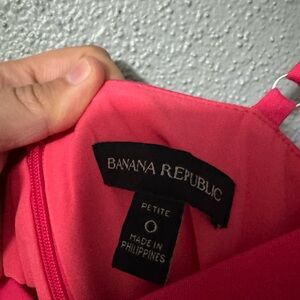 BANANA REPUBLIC
PETITE
0
MADE IN
PHILIPPINES